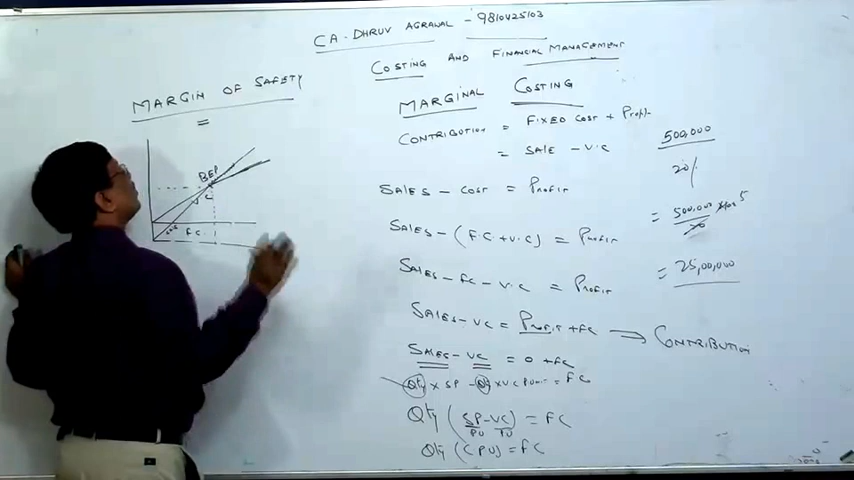 CA. DHRUV AGRAWAL - 9810425103
COSTING AND FINANCIAL MANAGEMENT
MARGIN OF SAFETY
=
BEP
V C
F C
MARGINAL COSTING
CONTRIBUTION = FIXED COST + Profit
= SALE - V.C
SALES - COST = Profit
SALES - (F.C + V.C) = Profit
SALES - FC - V.C = Profit
SALES - VC = Profit + FC → CONTRIBUTION
SALES - VC = 0 + FC
Qty x SP - Qty x VC P UNIT = FC
Qty (SP - VC) = FC
PU PU
Qty (C P U) = FC
500,000
20%
= 500,000 x 100 5
20
= 25,00,000